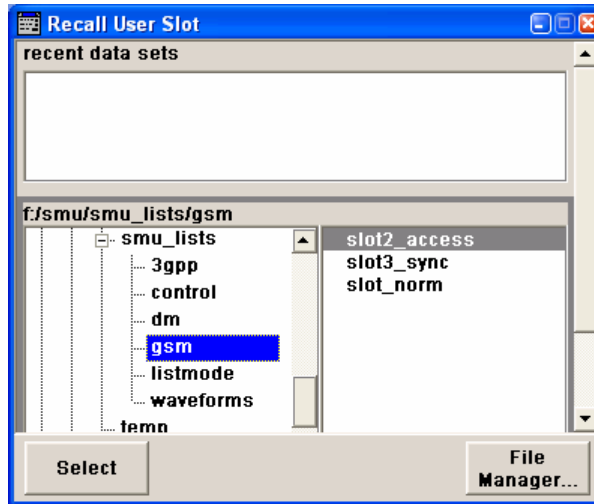 Recall User Slot
recent data sets
f:/smu/smu_lists/gsm
smu_lists
3gpp
control
dm
gsm
listmode
waveforms
temp
slot2_access
slot3_sync
slot_norm
Select
File
Manager...